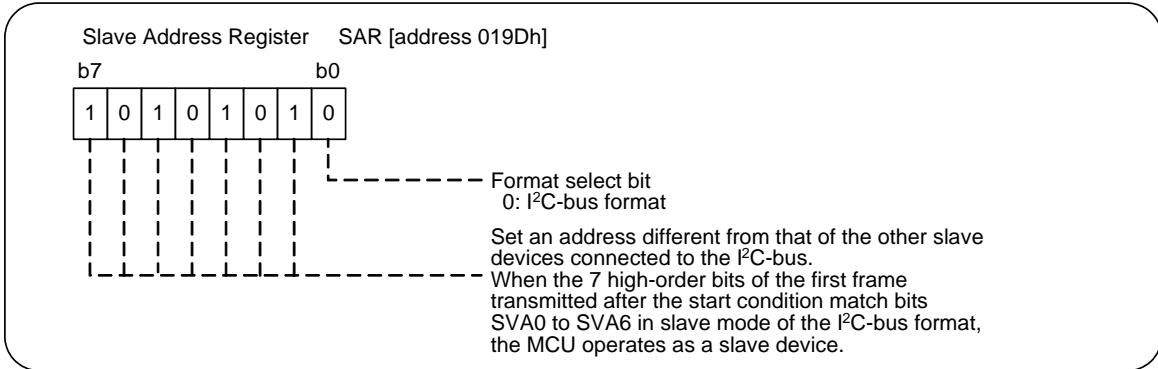 Slave Address Register SAR [address 019Dh]
b7 b0
1 0 1 0 1 0 1 0
Format select bit
0: I²C-bus format
Set an address different from that of the other slave
devices connected to the I²C-bus.
When the 7 high-order bits of the first frame
transmitted after the start condition match bits
SVA0 to SVA6 in slave mode of the I²C-bus format,
the MCU operates as a slave device.